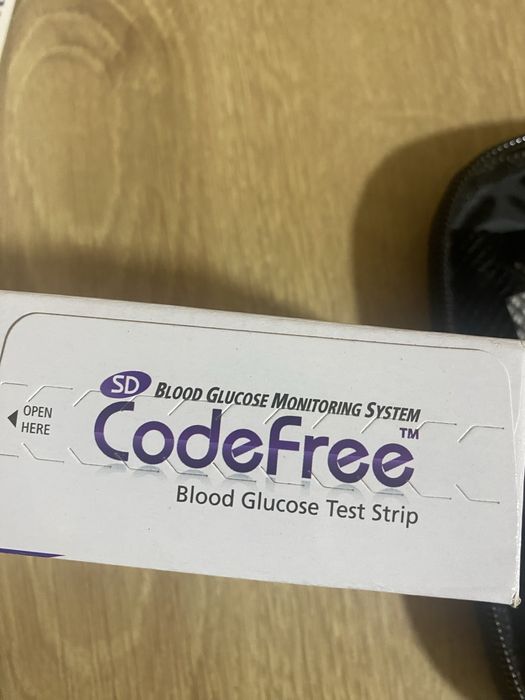 SD BLOOD GLUCOSE MONITORING SYSTEM
CodeFree™
Blood Glucose Test Strip
OPEN
HERE